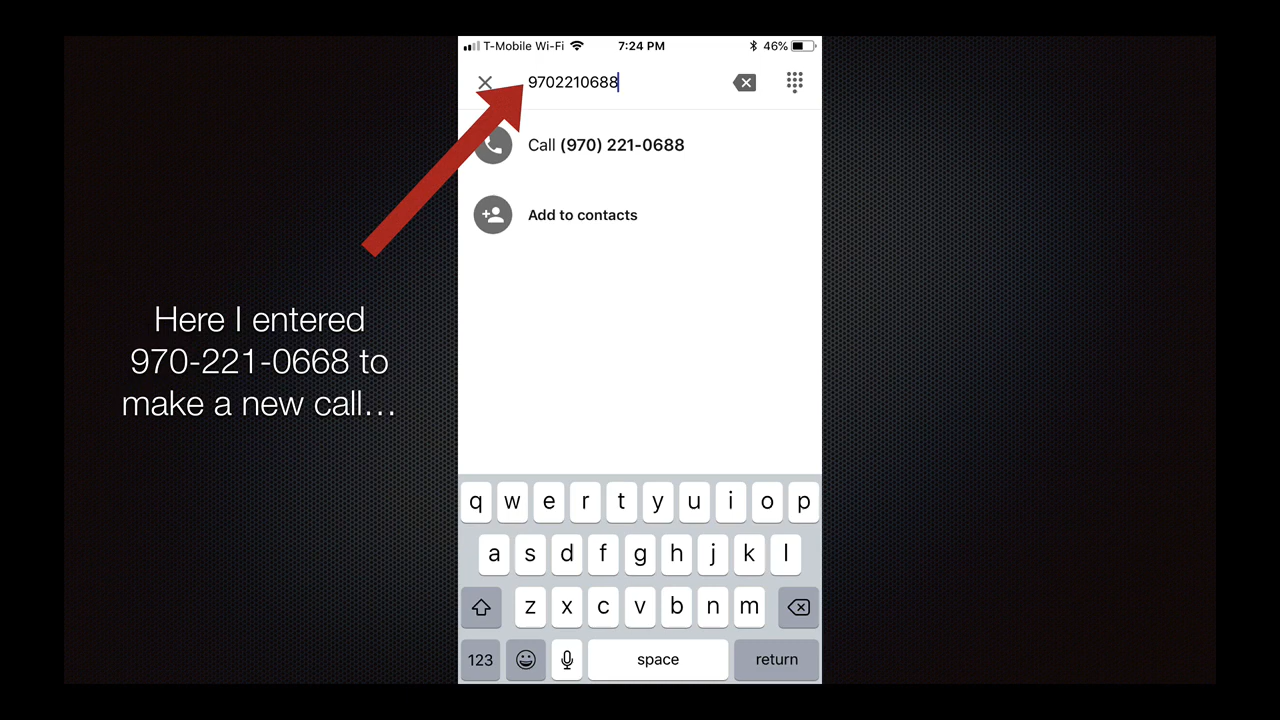 T-Mobile Wi-Fi 7:24 PM 46%
9702210688
Call (970) 221-0688
Add to contacts
Here I entered
970-221-0668 to
make a new call…
q w e r t y u i o p
a s d f g h j k l
z x c v b n m
123 space return